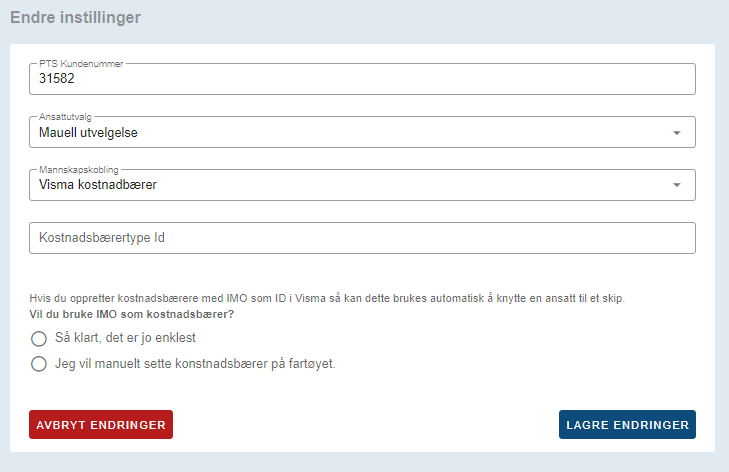 Endre instillinger
PTS Kundenummer
31582
Ansattutvalg
Mauell utvelgelse
Mannskapskobling
Visma kostnadbærer
Kostnadsbærertype Id
Hvis du oppretter kostnadsbærere med IMO som ID i Visma så kan dette brukes automatisk å knytte en ansatt til et skip.
Vil du bruke IMO som kostnadsbærer?
Så klart, det er jo enklest
Jeg vil manuelt sette konstnadsbærer på fartøyet.
AVBRYT ENDRINGER
LAGRE ENDRINGER